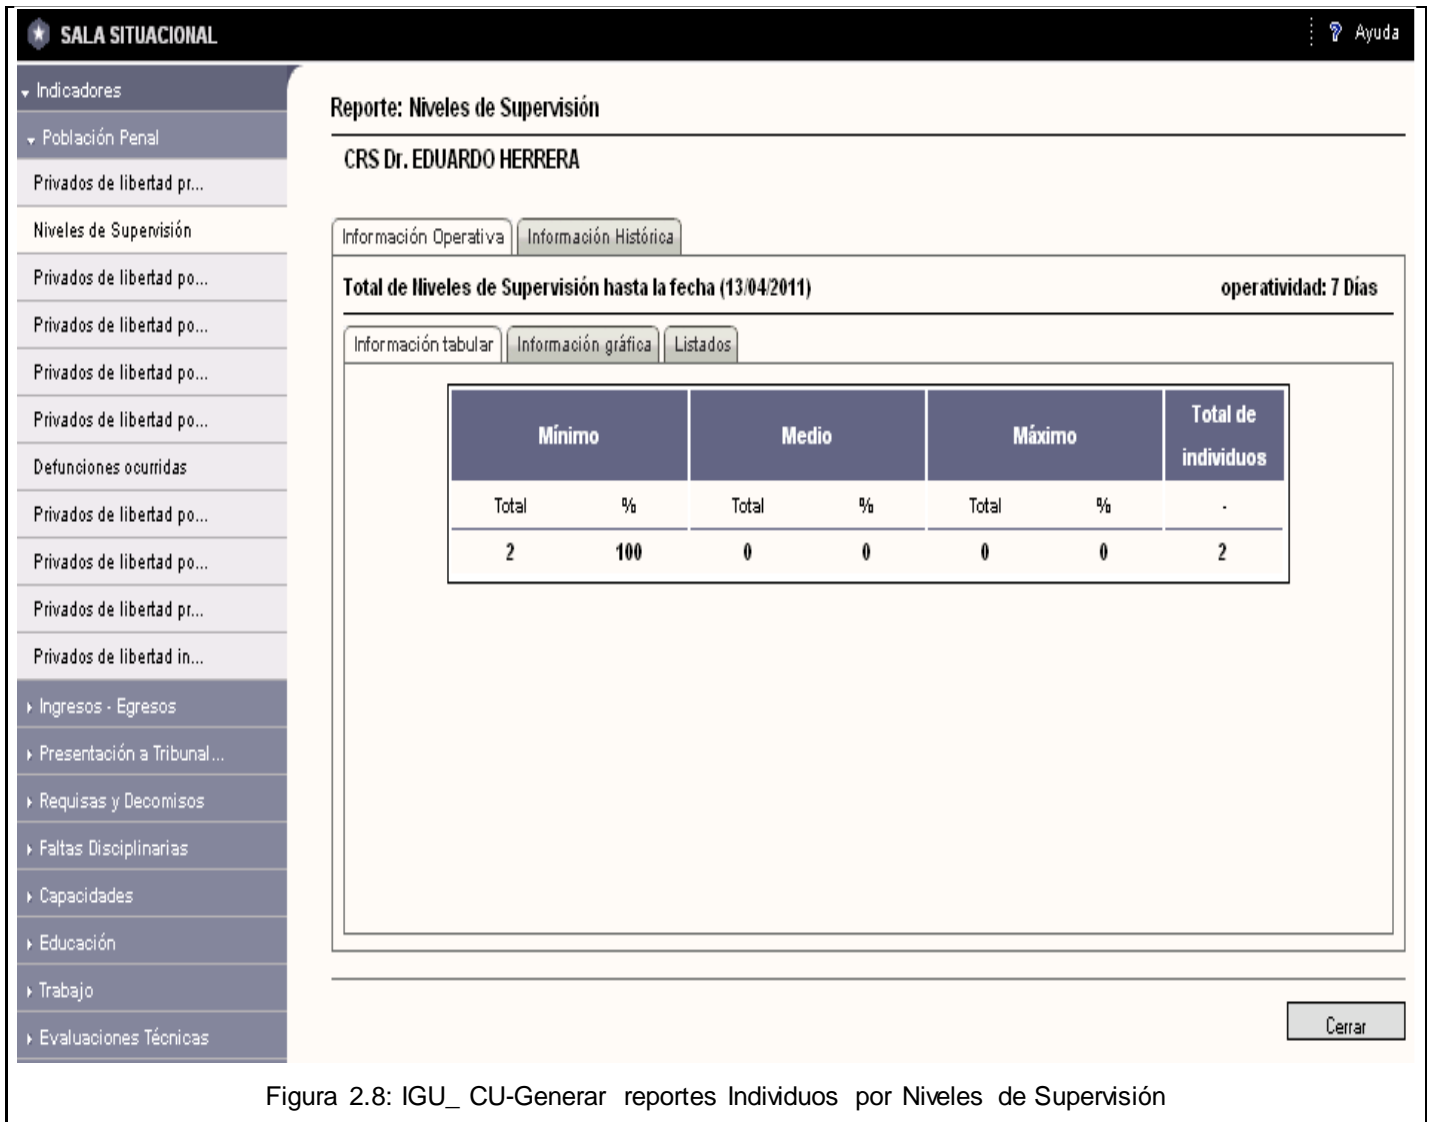 SALA SITUACIONAL
Ayuda
Indicadores
Población Penal
Privados de libertad pr...
Niveles de Supervisión
Privados de libertad po...
Privados de libertad po...
Privados de libertad po...
Privados de libertad po...
Defunciones ocurridas
Privados de libertad po...
Privados de libertad po...
Privados de libertad pr...
Privados de libertad in...
Ingresos - Egresos
Presentación a Tribunal...
Requisas y Decomisos
Faltas Disciplinarias
Capacidades
Educación
Trabajo
Evaluaciones Técnicas
Reporte: Niveles de Supervisión
CRS Dr. EDUARDO HERRERA
Información Operativa Información Histórica
Total de Niveles de Supervisión hasta la fecha (13/04/2011) operatividad: 7 Días
Información tabular Información gráfica Listados
Mínimo Medio Máximo Total de individuos
Total % Total % Total % -
2 100 0 0 0 0 2
Cerrar
Figura 2.8: IGU_ CU-Generar reportes Individuos por Niveles de Supervisión